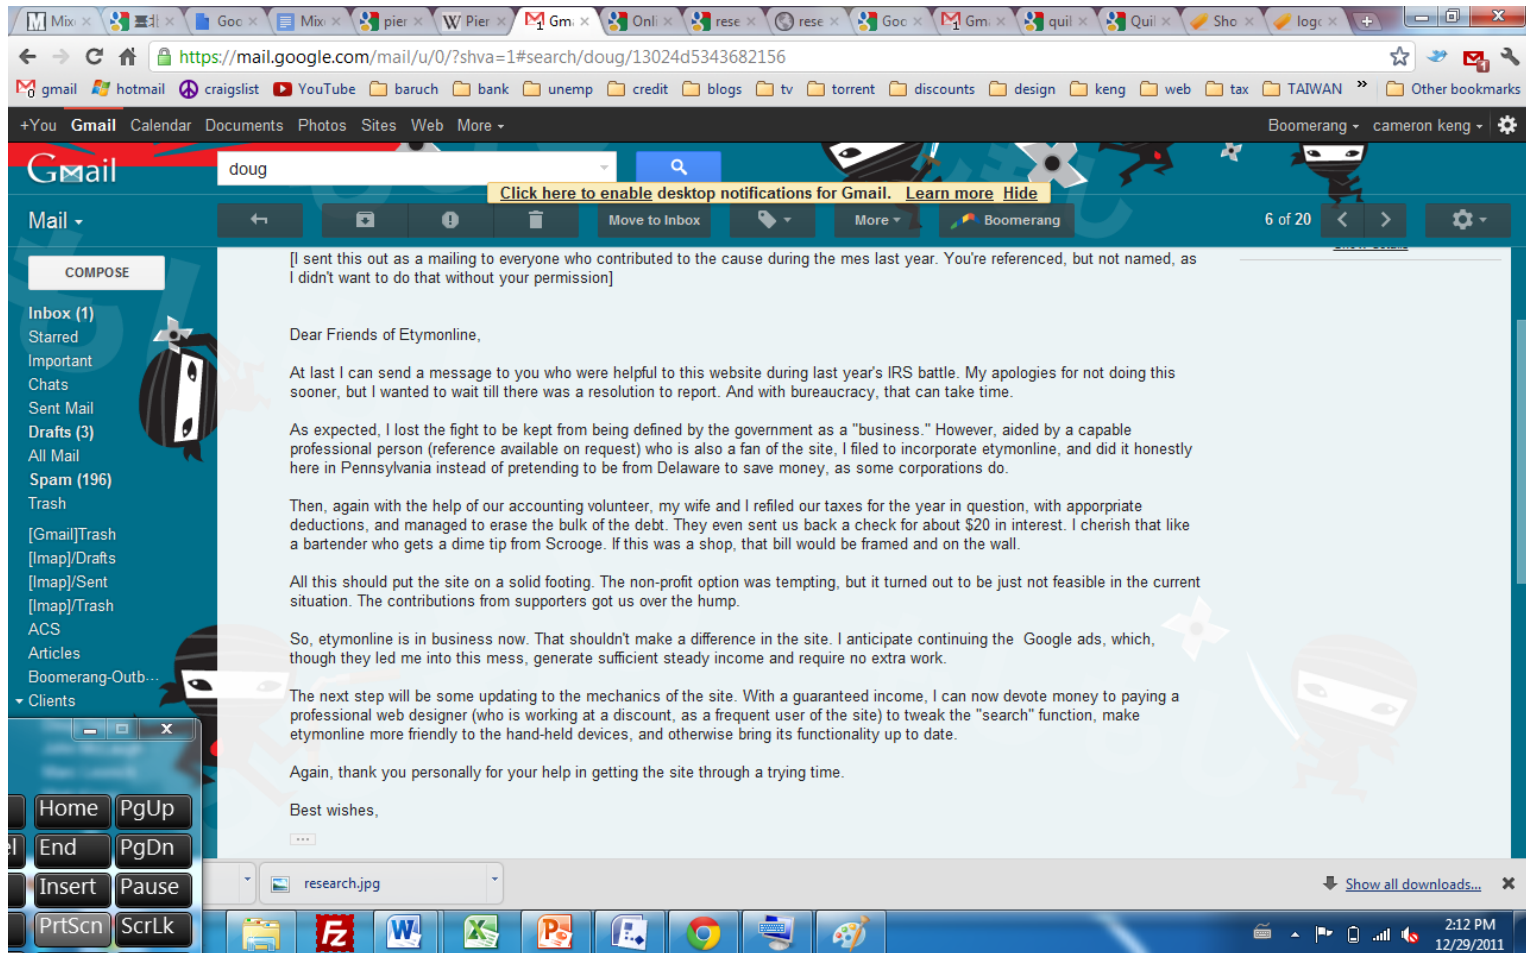 Mix
Goo
Mix
pier
Pier
Gm
Onli
rese
rese
Goo
Gm
quil
Quil
Sho
logo
https://mail.google.com/mail/u/0/?shva=1#search/doug/13024d5343682156
gmail hotmail craigslist YouTube baruch bank unemp credit blogs tv torrent discounts design keng web tax TAIWAN » Other bookmarks
+You Gmail Calendar Documents Photos Sites Web More Boomerang cameron keng
Gmail doug
Click here to enable desktop notifications for Gmail. Learn more Hide
Mail Move to Inbox More Boomerang 6 of 20
COMPOSE
Inbox (1)
Starred
Important
Chats
Sent Mail
Drafts (3)
All Mail
Spam (196)
Trash
[Gmail]Trash
[Imap]/Drafts
[Imap]/Sent
[Imap]/Trash
ACS
Articles
Boomerang-Outb...
Clients
[I sent this out as a mailing to everyone who contributed to the cause during the mes last year. You're referenced, but not named, as
I didn't want to do that without your permission]
Dear Friends of Etymonline,
At last I can send a message to you who were helpful to this website during last year's IRS battle. My apologies for not doing this
sooner, but I wanted to wait till there was a resolution to report. And with bureaucracy, that can take time.
As expected, I lost the fight to be kept from being defined by the government as a "business." However, aided by a capable
professional person (reference available on request) who is also a fan of the site, I filed to incorporate etymonline, and did it honestly
here in Pennsylvania instead of pretending to be from Delaware to save money, as some corporations do.
Then, again with the help of our accounting volunteer, my wife and I refiled our taxes for the year in question, with apporpriate
deductions, and managed to erase the bulk of the debt. They even sent us back a check for about $20 in interest. I cherish that like
a bartender who gets a dime tip from Scrooge. If this was a shop, that bill would be framed and on the wall.
All this should put the site on a solid footing. The non-profit option was tempting, but it turned out to be just not feasible in the current
situation. The contributions from supporters got us over the hump.
So, etymonline is in business now. That shouldn't make a difference in the site. I anticipate continuing the Google ads, which,
though they led me into this mess, generate sufficient steady income and require no extra work.
The next step will be some updating to the mechanics of the site. With a guaranteed income, I can now devote money to paying a
professional web designer (who is working at a discount, as a frequent user of the site) to tweak the "search" function, make
etymonline more friendly to the hand-held devices, and otherwise bring its functionality up to date.
Again, thank you personally for your help in getting the site through a trying time.
Best wishes,
Home PgUp
End PgDn
Insert Pause
PrtScn ScrLk
research.jpg
Show all downloads...
2:12 PM
12/29/2011